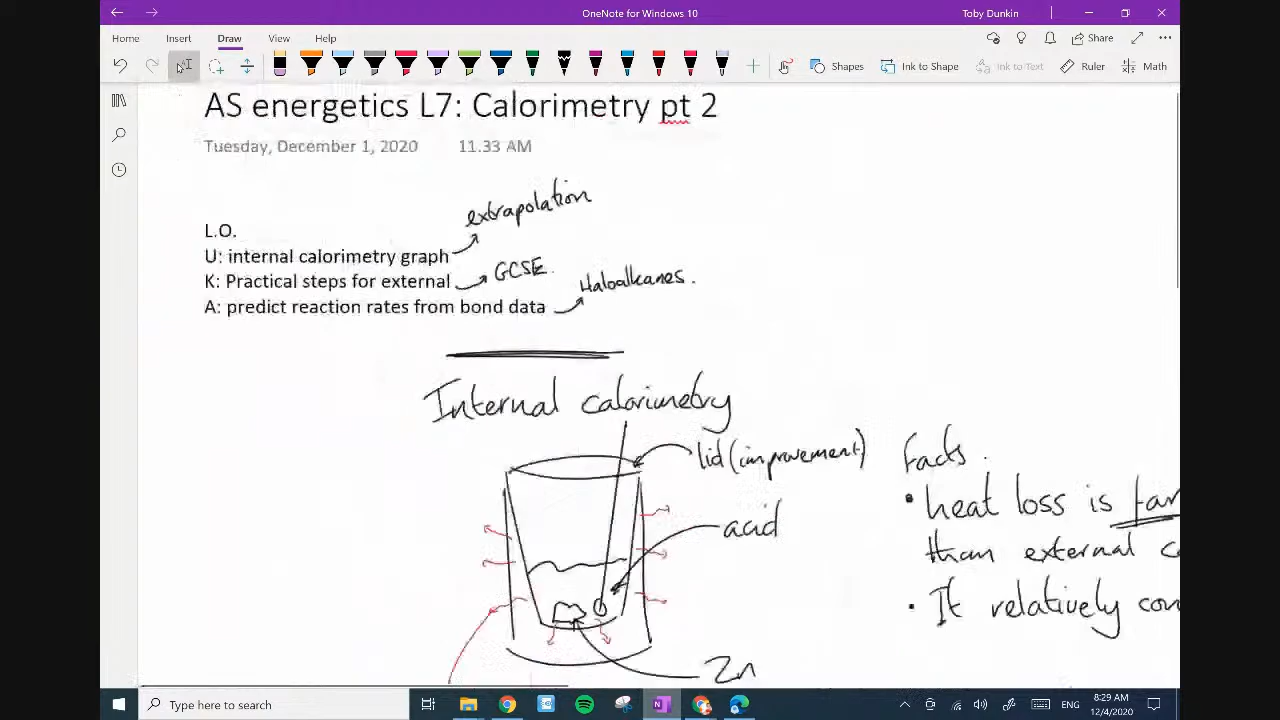 OneNote for Windows 10
Toby Dunkin
Home Insert Draw View Help
Share
Shapes Ink to Shape Ink to Text Ruler Math
AS energetics L7: Calorimetry pt 2
Tuesday, December 1, 2020 11.33 AM
extrapolation
L.O.
U: internal calorimetry graph
K: Practical steps for external
GCSE
Haloalkanes.
A: predict reaction rates from bond data
Internal calorimetry
lid (improvement)
acid
Zn
Facts.
• heat loss is far
than external c
• It relatively con
Type here to search
ENG
8:29 AM
12/4/2020